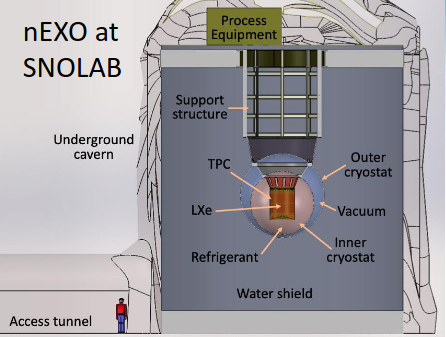 nEXO at
SNOLAB
Process
Equipment
Support
structure
Underground
cavern
TPC
Outer
cryostat
LXe
Vacuum
Refrigerant
Inner
cryostat
Water shield
Access tunnel